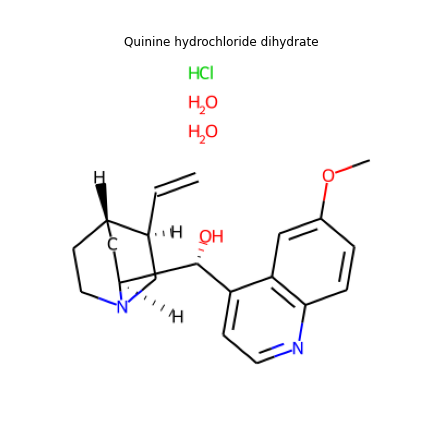 Quinine hydrochloride dihydrate
HCl
H₂O
H₂O
H
O
C
H
OH
N
H
N